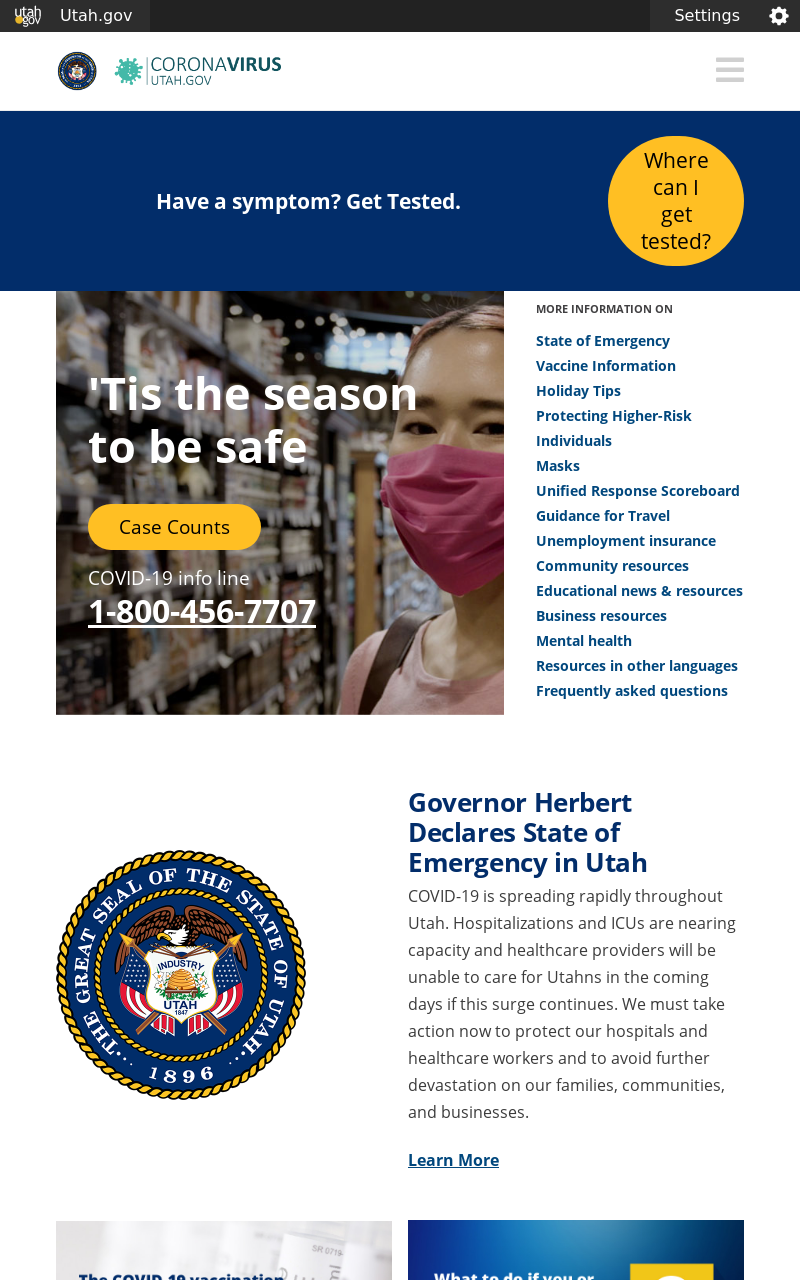 utah
gov
Utah.gov
Settings
CORONAVIRUS
UTAH.GOV
Have a symptom? Get Tested.
Where
can I
get
tested?
'Tis the season
to be safe
Case Counts
COVID-19 info line
1-800-456-7707
MORE INFORMATION ON
State of Emergency
Vaccine Information
Holiday Tips
Protecting Higher-Risk
Individuals
Masks
Unified Response Scoreboard
Guidance for Travel
Unemployment insurance
Community resources
Educational news & resources
Business resources
Mental health
Resources in other languages
Frequently asked questions
THE GREAT SEAL OF THE STATE OF UTAH
INDUSTRY
UTAH
1847
1896
Governor Herbert
Declares State of
Emergency in Utah
COVID-19 is spreading rapidly throughout
Utah. Hospitalizations and ICUs are nearing
capacity and healthcare providers will be
unable to care for Utahns in the coming
days if this surge continues. We must take
action now to protect our hospitals and
healthcare workers and to avoid further
devastation on our families, communities,
and businesses.
Learn More
SR 0719-
ml
The COVID-19 vaccination
What to do if you or